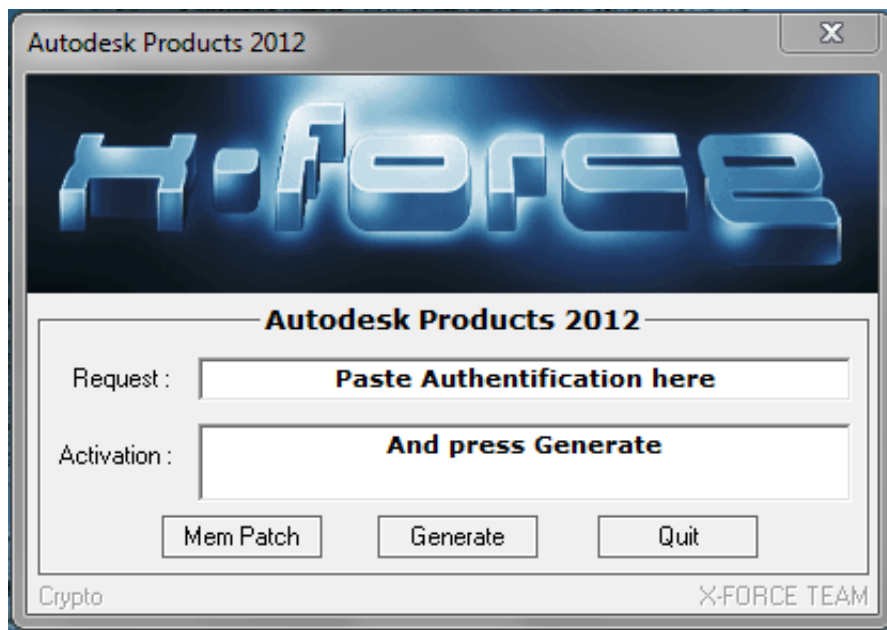 Autodesk Products 2012
x-force
Autodesk Products 2012
Request :
Paste Authentification here
Activation :
And press Generate
Mem Patch
Generate
Quit
Crypto
X-FORCE TEAM